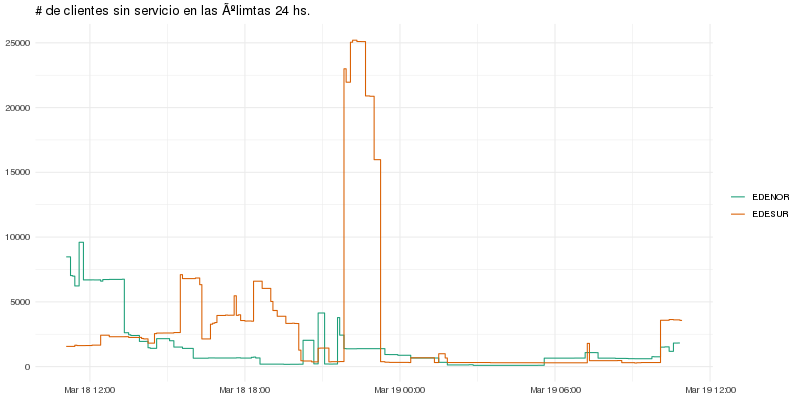 # de clientes sin servicio en las Ãºlimtas 24 hs.
25000
20000
15000
10000
5000
0
Mar 18 12:00
Mar 18 18:00
Mar 19 00:00
Mar 19 06:00
Mar 19 12:00
EDENOR
EDESUR